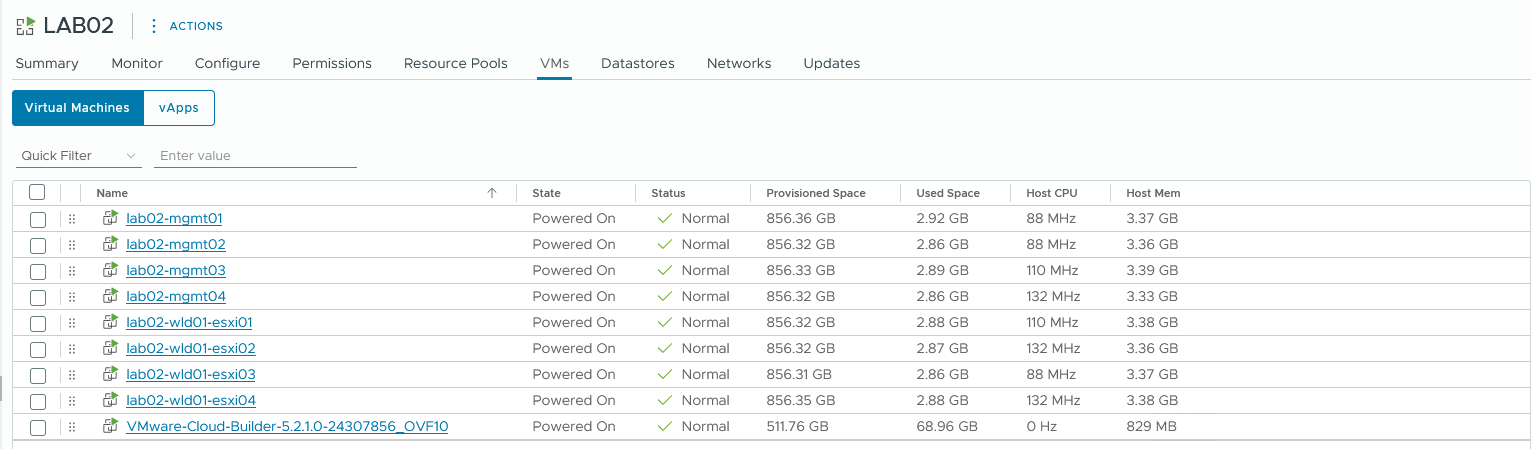 LAB02 ACTIONS
Summary Monitor Configure Permissions Resource Pools VMs Datastores Networks Updates
Virtual Machines vApps
Quick Filter Enter value
Name State Status Provisioned Space Used Space Host CPU Host Mem
lab02-mgmt01 Powered On Normal 856.36 GB 2.92 GB 88 MHz 3.37 GB
lab02-mgmt02 Powered On Normal 856.32 GB 2.86 GB 88 MHz 3.36 GB
lab02-mgmt03 Powered On Normal 856.33 GB 2.89 GB 110 MHz 3.39 GB
lab02-mgmt04 Powered On Normal 856.32 GB 2.86 GB 132 MHz 3.33 GB
lab02-wld01-esxi01 Powered On Normal 856.32 GB 2.88 GB 110 MHz 3.38 GB
lab02-wld01-esxi02 Powered On Normal 856.32 GB 2.87 GB 132 MHz 3.36 GB
lab02-wld01-esxi03 Powered On Normal 856.31 GB 2.86 GB 88 MHz 3.37 GB
lab02-wld01-esxi04 Powered On Normal 856.35 GB 2.88 GB 132 MHz 3.38 GB
VMware-Cloud-Builder-5.2.1.0-24307856_OVF10 Powered On Normal 511.76 GB 68.96 GB 0 Hz 829 MB